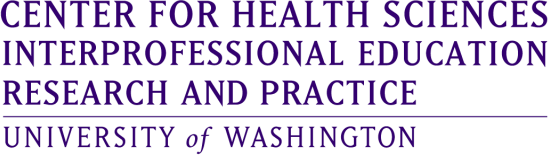 CENTER FOR HEALTH SCIENCES
INTERPROFESSIONAL EDUCATION
RESEARCH AND PRACTICE
UNIVERSITY of WASHINGTON